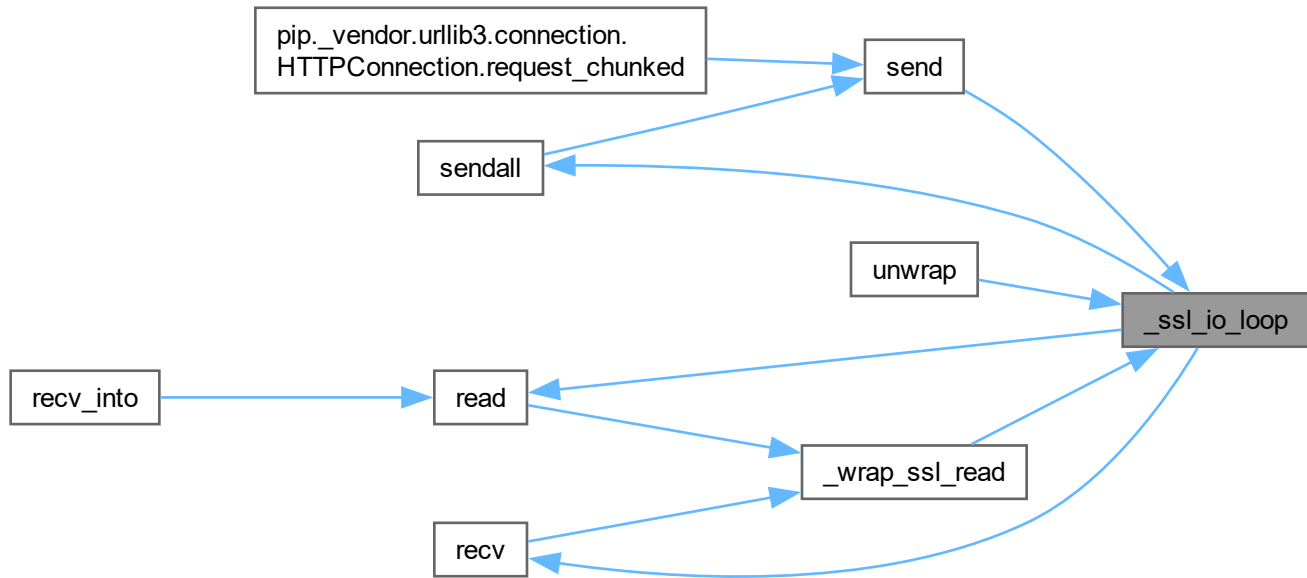 pip._vendor.urllib3.connection.
HTTPConnection.request_chunked
send
sendall
unwrap
_ssl_io_loop
recv_into
read
_wrap_ssl_read
recv